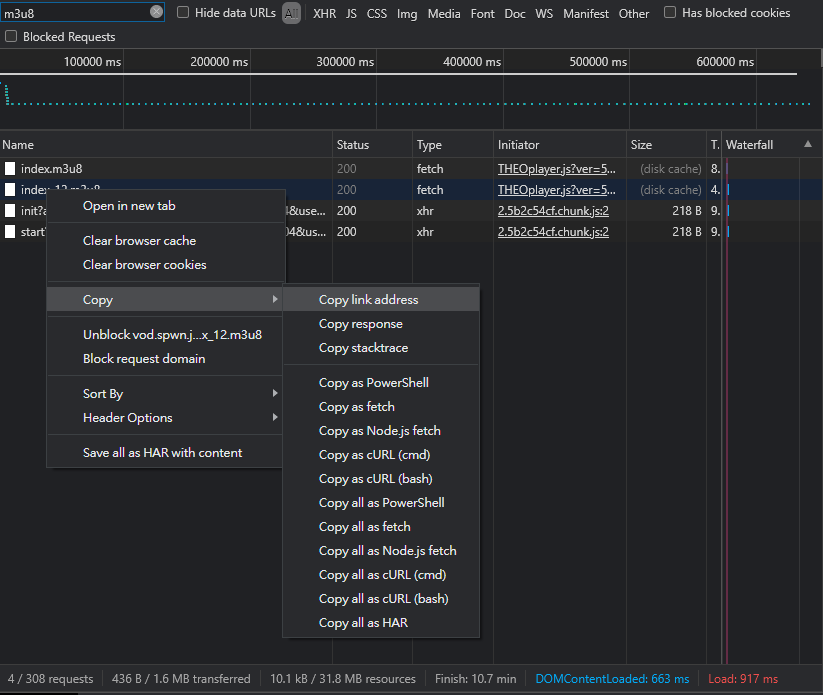 m3u8
Hide data URLs All XHR JS CSS Img Media Font Doc WS Manifest Other Has blocked cookies
Blocked Requests
100000 ms 200000 ms 300000 ms 400000 ms 500000 ms 600000 ms
Name Status Type Initiator Size T. Waterfall
index.m3u8 200 fetch THEOplayer.js?ver=5... (disk cache) 8.
index_12.m3u8 200 fetch THEOplayer.js?ver=5... (disk cache) 4.
init?a 04&use... 200 xhr 2.5b2c54cf.chunk.js:2 218 B 9.
start? 04&us... 200 xhr 2.5b2c54cf.chunk.js:2 218 B 9.
Open in new tab
Clear browser cache
Clear browser cookies
Copy
Unblock vod.spwn.j...x_12.m3u8
Block request domain
Sort By
Header Options
Save all as HAR with content
Copy link address
Copy response
Copy stacktrace
Copy as PowerShell
Copy as fetch
Copy as Node.js fetch
Copy as cURL (cmd)
Copy as cURL (bash)
Copy all as PowerShell
Copy all as fetch
Copy all as Node.js fetch
Copy all as cURL (cmd)
Copy all as cURL (bash)
Copy all as HAR
4 / 308 requests 436 B / 1.6 MB transferred 10.1 kB / 31.8 MB resources Finish: 10.7 min DOMContentLoaded: 663 ms Load: 917 ms